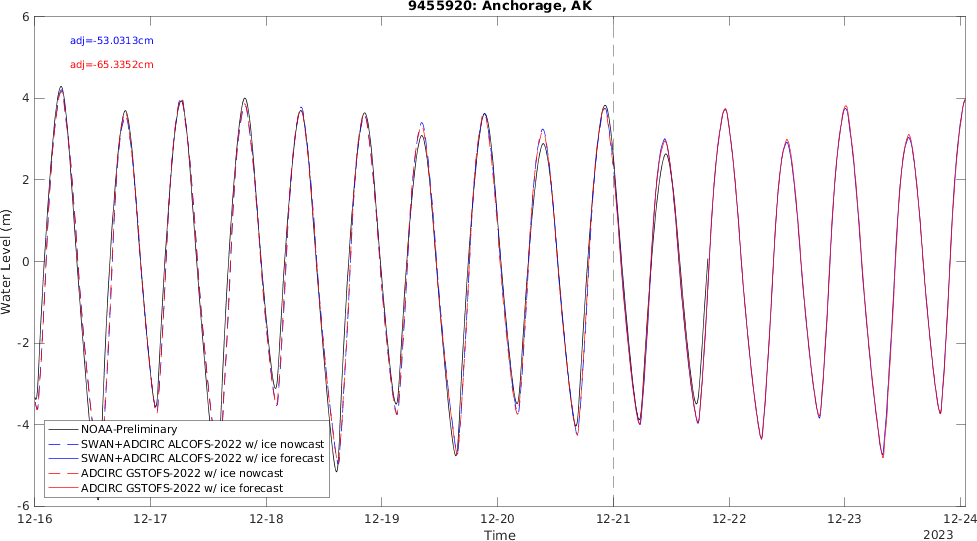 9455920: Anchorage, AK
adj=-53.0313cm
adj=-65.3352cm
Water Level (m)
6
4
2
0
-2
-4
-6
NOAA-Preliminary
SWAN+ADCIRC ALCOFS-2022 w/ ice nowcast
SWAN+ADCIRC ALCOFS-2022 w/ ice forecast
ADCIRC GSTOFS-2022 w/ ice nowcast
ADCIRC GSTOFS-2022 w/ ice forecast
12-16 12-17 12-18 12-19 12-20 12-21 12-22 12-23 12-24
Time
2023